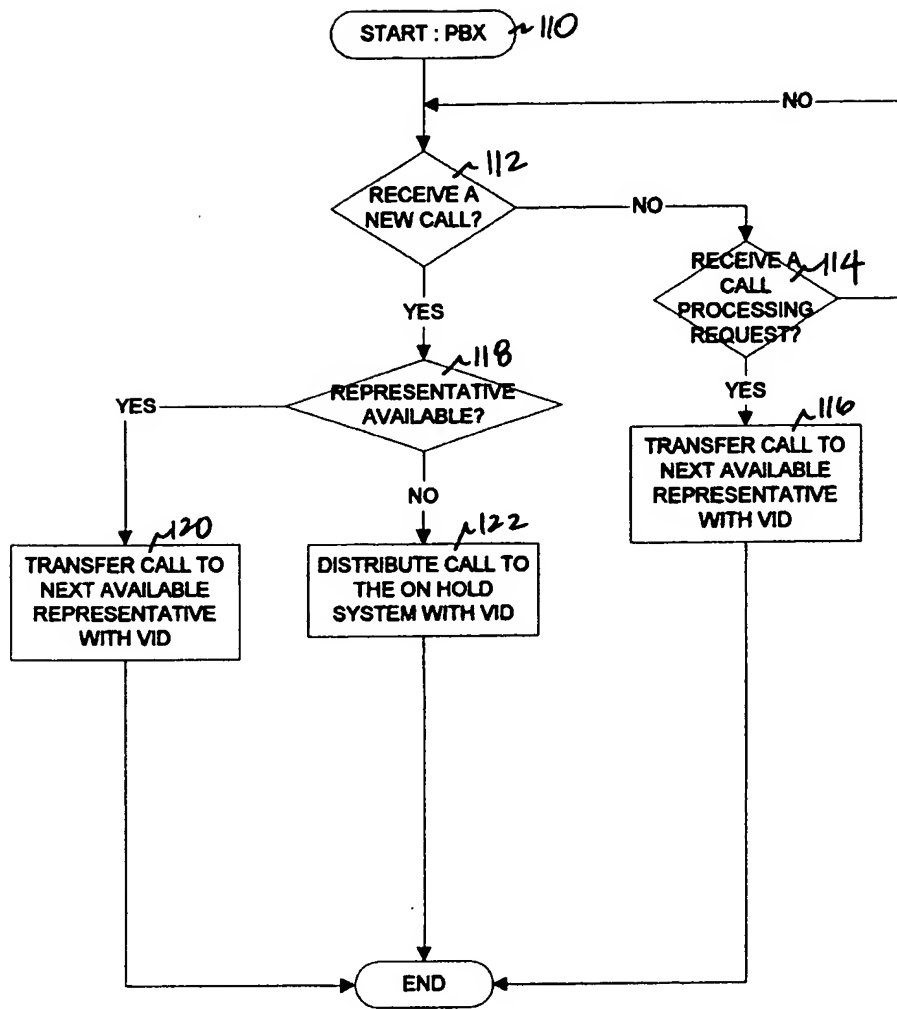 START : PBX ~110
NO
~112
RECEIVE A
NEW CALL?
NO
RECEIVE A ~114
CALL
PROCESSING
REQUEST?
YES
~118
REPRESENTATIVE
AVAILABLE?
YES
YES
~116
TRANSFER CALL TO
NEXT AVAILABLE
REPRESENTATIVE
WITH VID
NO
~120
TRANSFER CALL TO
NEXT AVAILABLE
REPRESENTATIVE
WITH VID
~122
DISTRIBUTE CALL TO
THE ON HOLD
SYSTEM WITH VID
END